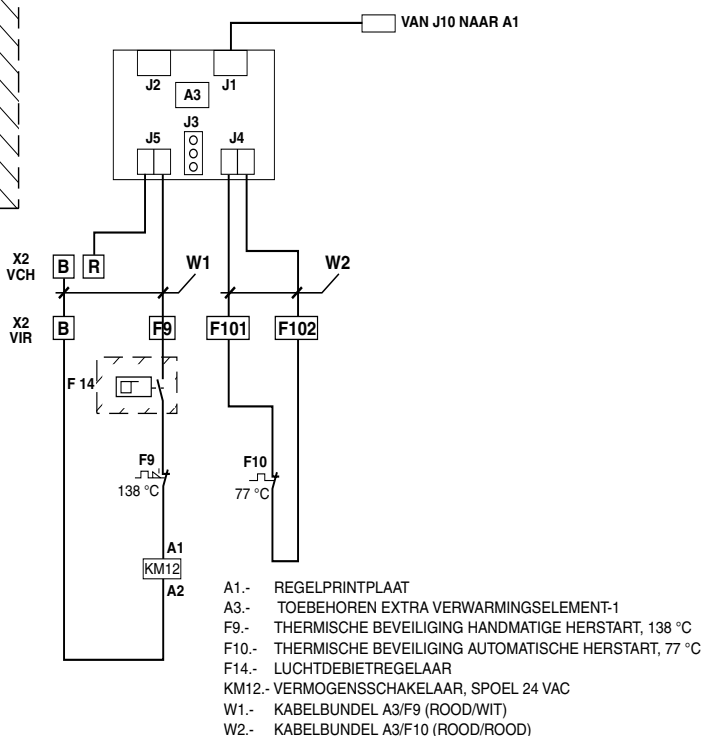 VAN J10 NAAR A1
J2
J1
A3
J3
J5
J4
X2
VCH
B
R
W1
W2
X2
VIR
B
F9
F101
F102
F 14
F9
138 °C
F10
77 °C
A1
KM12
A2
A1.- REGELPRINTPLAAT
A3.- TOEBEHOREN EXTRA VERWARMINGSELEMENT-1
F9.- THERMISCHE BEVEILIGING HANDMATIGE HERSTART, 138 °C
F10.- THERMISCHE BEVEILIGING AUTOMATISCHE HERSTART, 77 °C
F14.- LUCHTDEBIETREGELAAR
KM12.- VERMOGENSSCHAKELAAR, SPOEL 24 VAC
W1.- KABELBUNDEL A3/F9 (ROOD/WIT)
W2.- KABELBUNDEL A3/F10 (ROOD/ROOD)